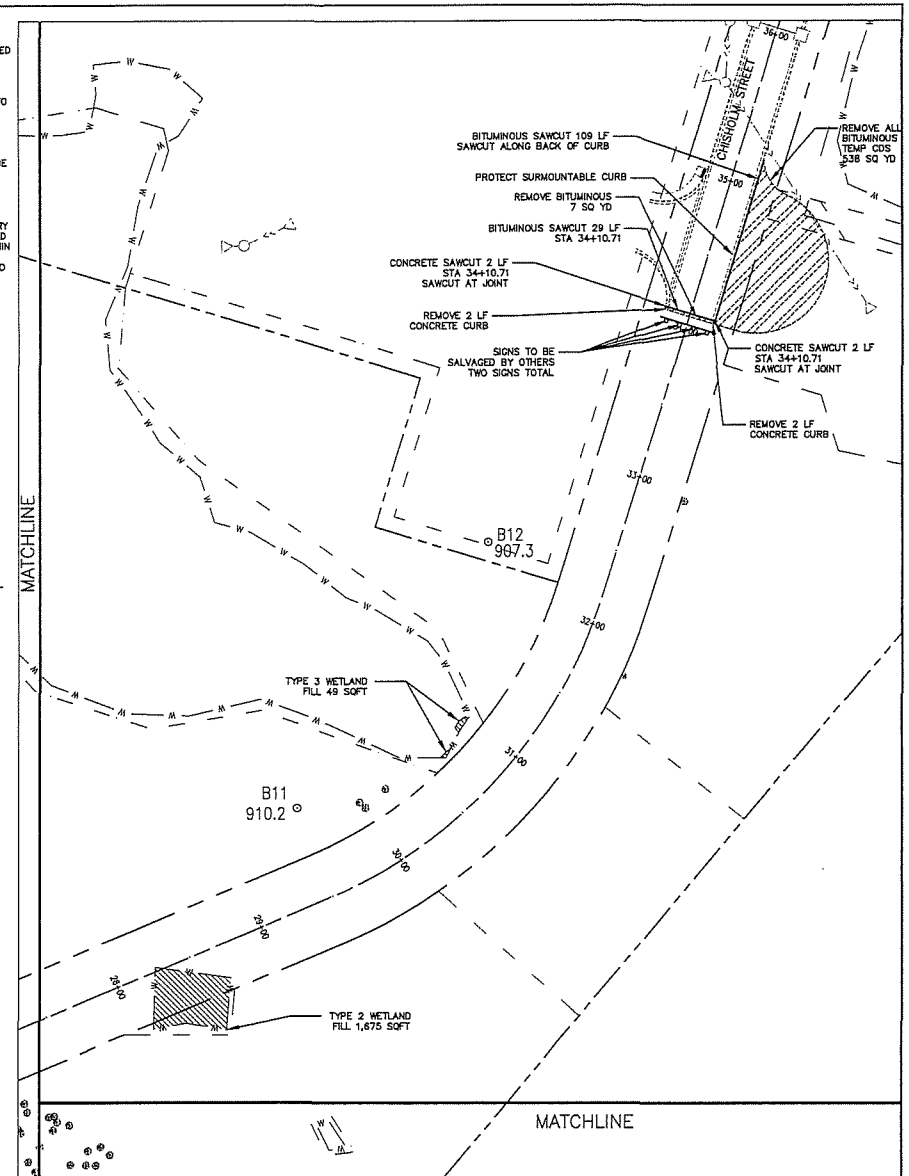 ED
TO
DE
RY
D
HIN
D
36+00
CHISHOLM STREET
35+00
BITUMINOUS SAWCUT 109 LF
SAWCUT ALONG BACK OF CURB
REMOVE ALL
BITUMINOUS
TEMP CDS
538 SQ YD
PROTECT SURMOUNTABLE CURB
REMOVE BITUMINOUS
7 SQ YD
BITUMINOUS SAWCUT 29 LF
STA 34+10.71
CONCRETE SAWCUT 2 LF
STA 34+10.71
SAWCUT AT JOINT
REMOVE 2 LF
CONCRETE CURB
SIGNS TO BE
SALVAGED BY OTHERS
TWO SIGNS TOTAL
CONCRETE SAWCUT 2 LF
STA 34+10.71
SAWCUT AT JOINT
REMOVE 2 LF
CONCRETE CURB
33+00
MATCHLINE
B12
907.3
32+00
TYPE 3 WETLAND
FILL 49 SQFT
31+00
B11
910.2
30+00
29+00
28+00
TYPE 2 WETLAND
FILL 1,675 SQFT
MATCHLINE